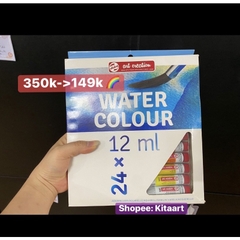 art creation
350k->149k 🌈
WATER
COLOUR
12 ml
24 ×
Shopee: Kitaart